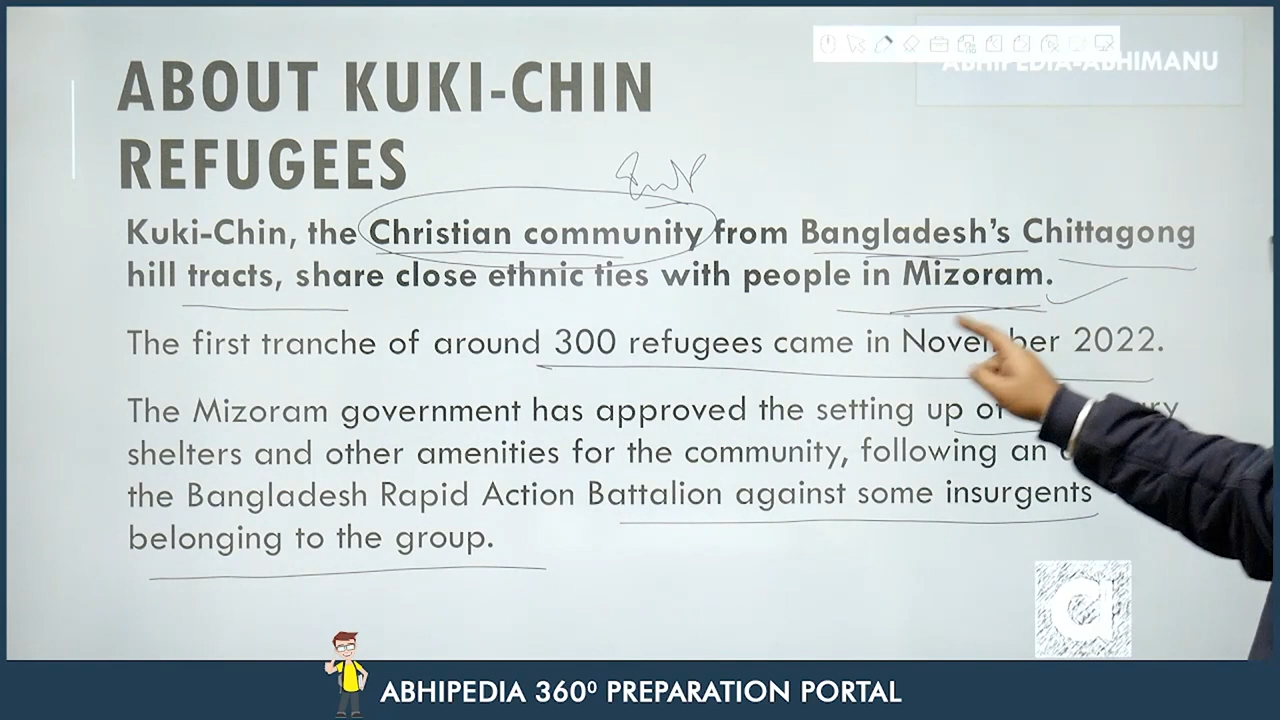 ABHIPEDIA-ABHIMANU
ABOUT KUKI-CHIN
REFUGEES
Kuki-Chin, the Christian community from Bangladesh's Chittagong
hill tracts, share close ethnic ties with people in Mizoram.
The first tranche of around 300 refugees came in November 2022.
The Mizoram government has approved the setting up of
shelters and other amenities for the community, following an
the Bangladesh Rapid Action Battalion against some insurgents
belonging to the group.
a
ABHIPEDIA 360⁰ PREPARATION PORTAL